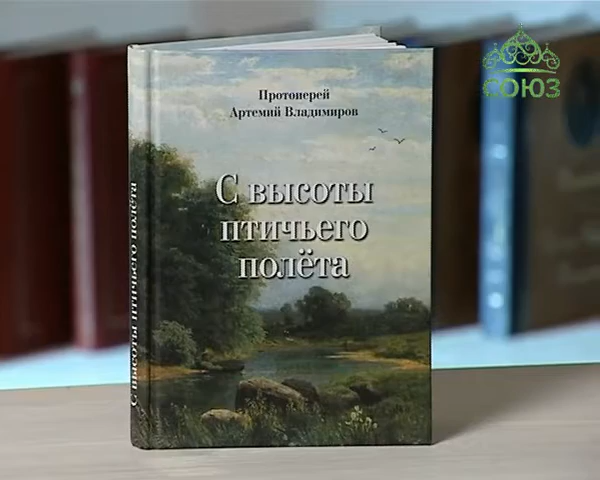 СОЮЗ
Протоиерей
Артемий Владимиров
С высоты
птичьего
полёта
С высоты птичьего полёта